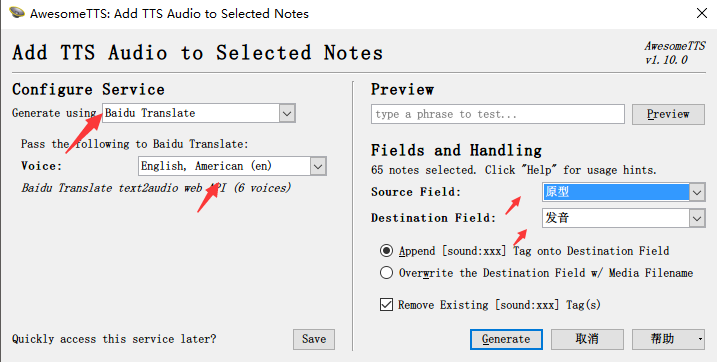 AwesomeTTS: Add TTS Audio to Selected Notes
Add TTS Audio to Selected Notes
AwesomeTTS
v1.10.0
Configure Service
Generate using
Baidu Translate
Pass the following to Baidu Translate:
Voice:
English, American (en)
Baidu Translate text2audio web API (6 voices)
Quickly access this service later?
Save
Preview
type a phrase to test...
Preview
Fields and Handling
65 notes selected. Click "Help" for usage hints.
Source Field:
原型
Destination Field:
发音
Append [sound:xxx] Tag onto Destination Field
Overwrite the Destination Field w/ Media Filename
Remove Existing [sound:xxx] Tag(s)
Generate
取消
帮助